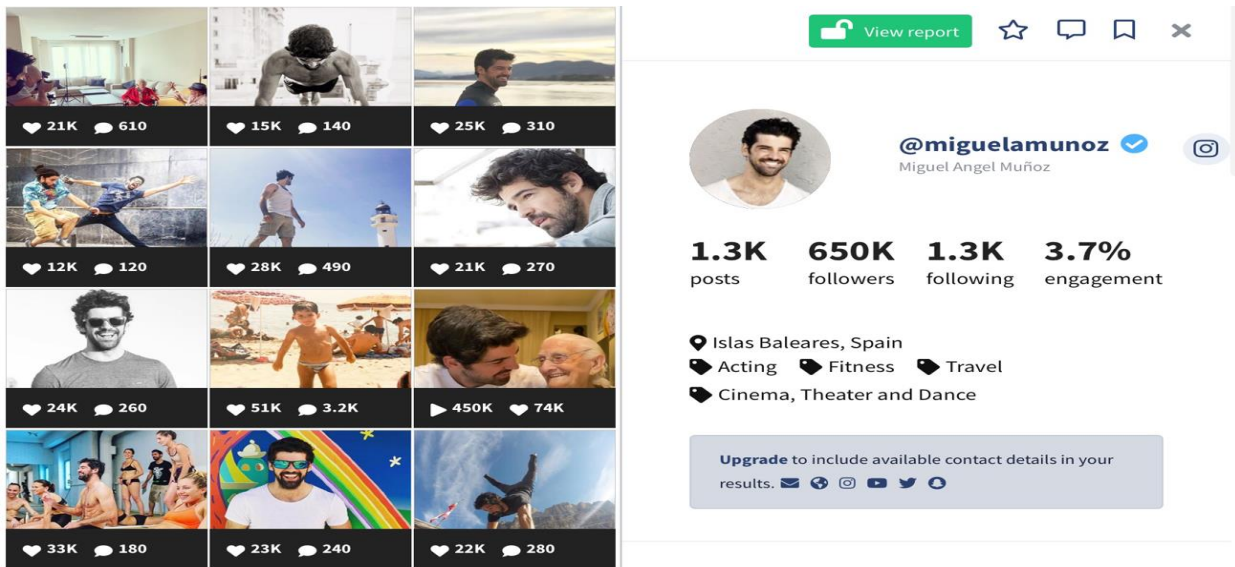 21K 610
15K 140
25K 310
12K 120
28K 490
21K 270
24K 260
51K 3.2K
450K 74K
33K 180
23K 240
22K 280
View report
@miguelamunoz
Miguel Angel Muñoz
1.3K 650K 1.3K 3.7%
posts followers following engagement
Islas Baleares, Spain
Acting Fitness Travel
Cinema, Theater and Dance
Upgrade to include available contact details in your
results.